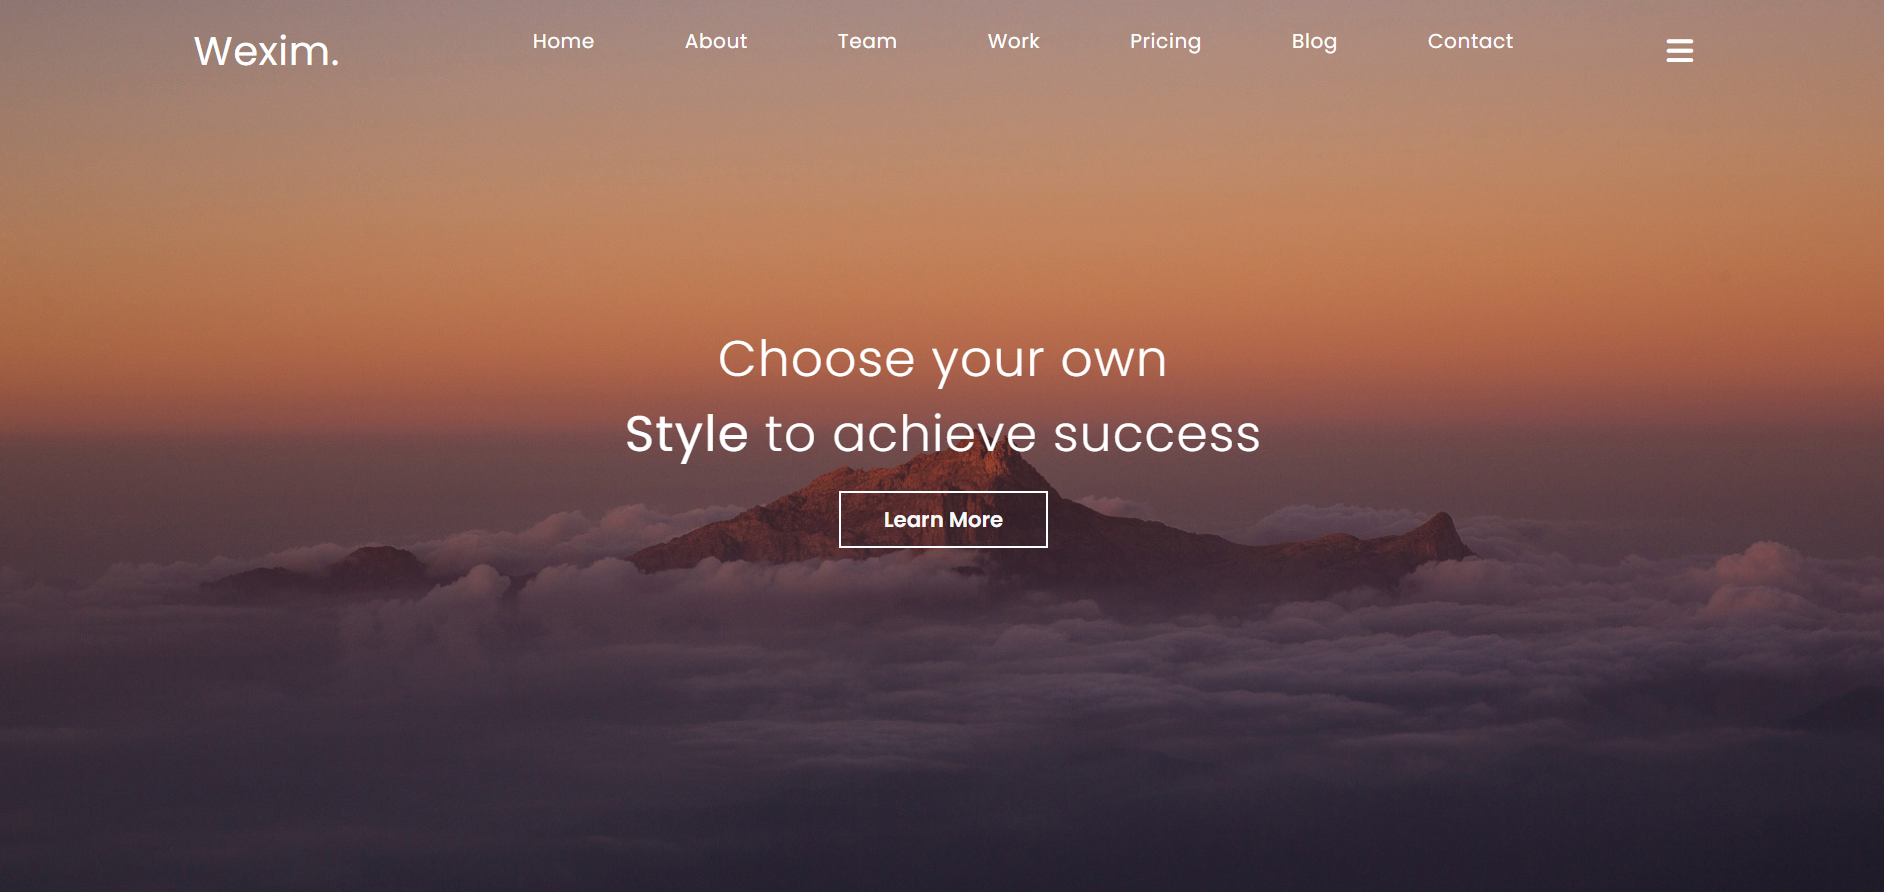 Wexim. Home About Team Work Pricing Blog Contact
Choose your own
Style to achieve success
Learn More